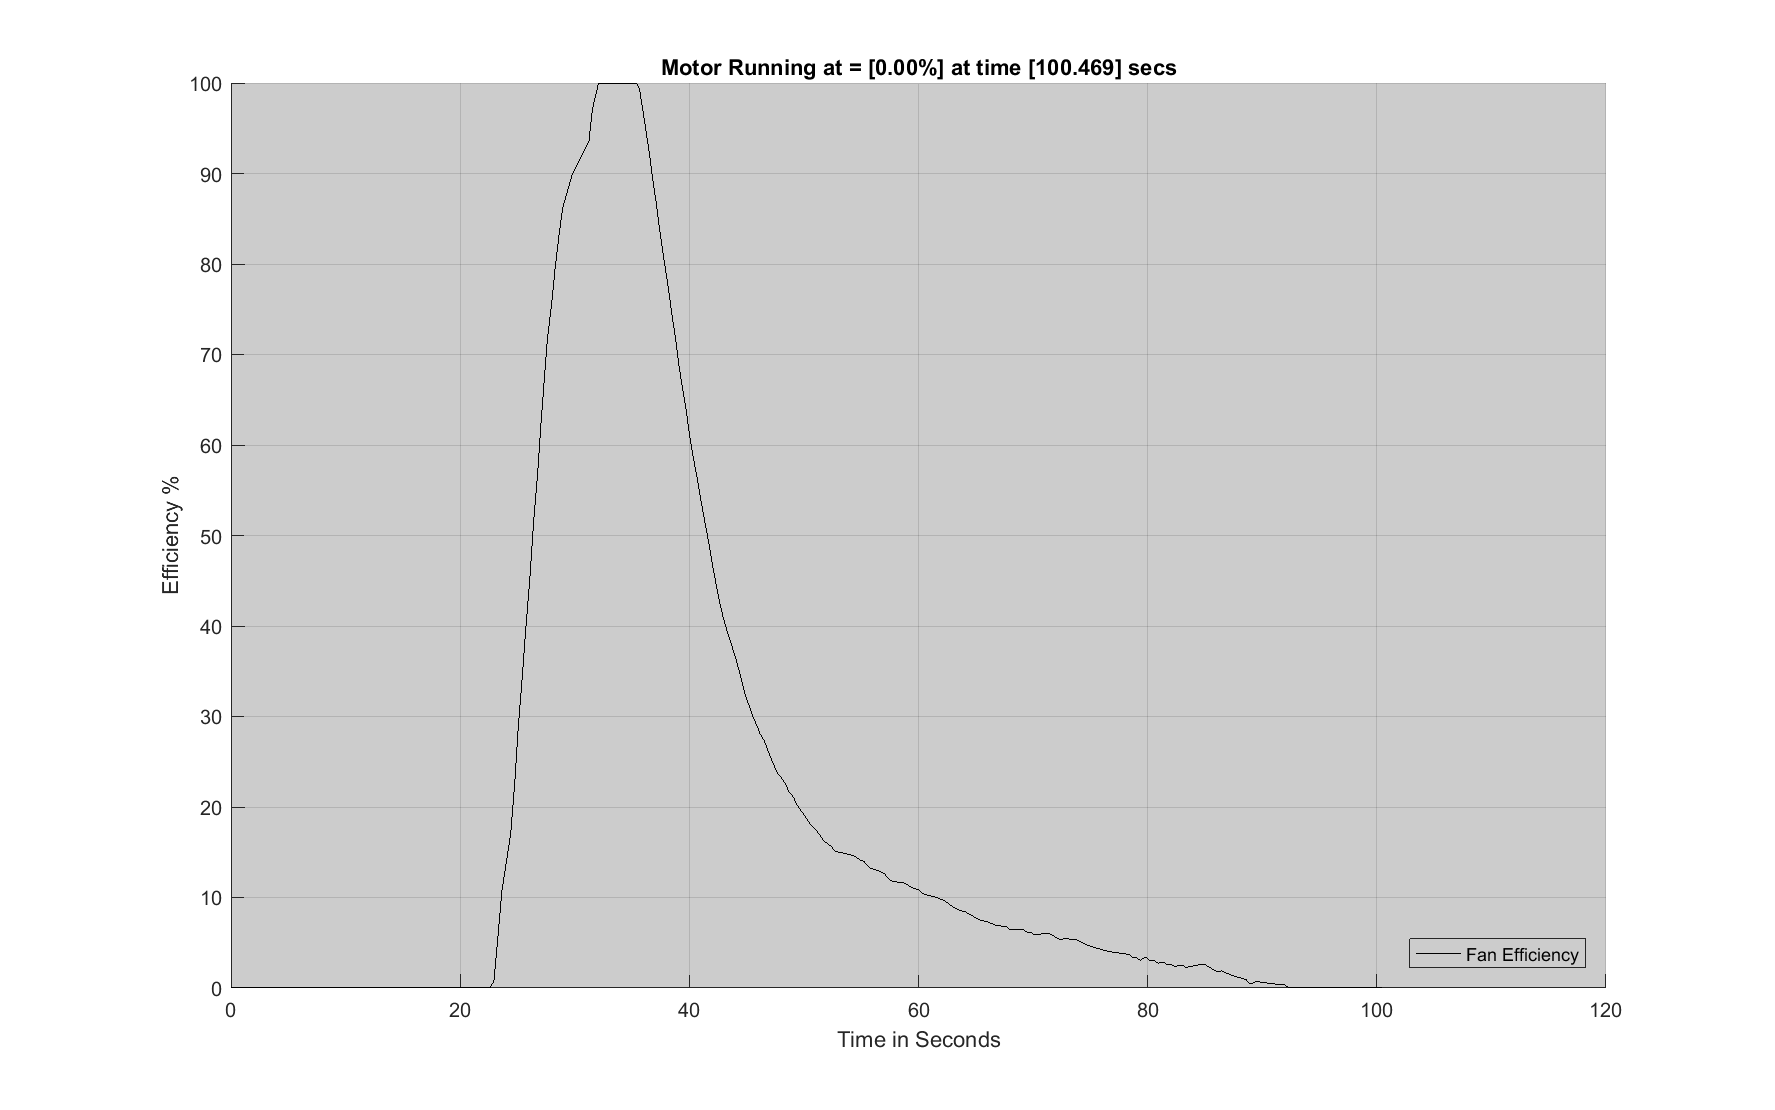 Motor Running at = [0.00%] at time [100.469] secs
100
90
80
70
60
50
40
30
20
10
0
Efficiency %
Fan Efficiency
0 20 40 60 80 100 120
Time in Seconds